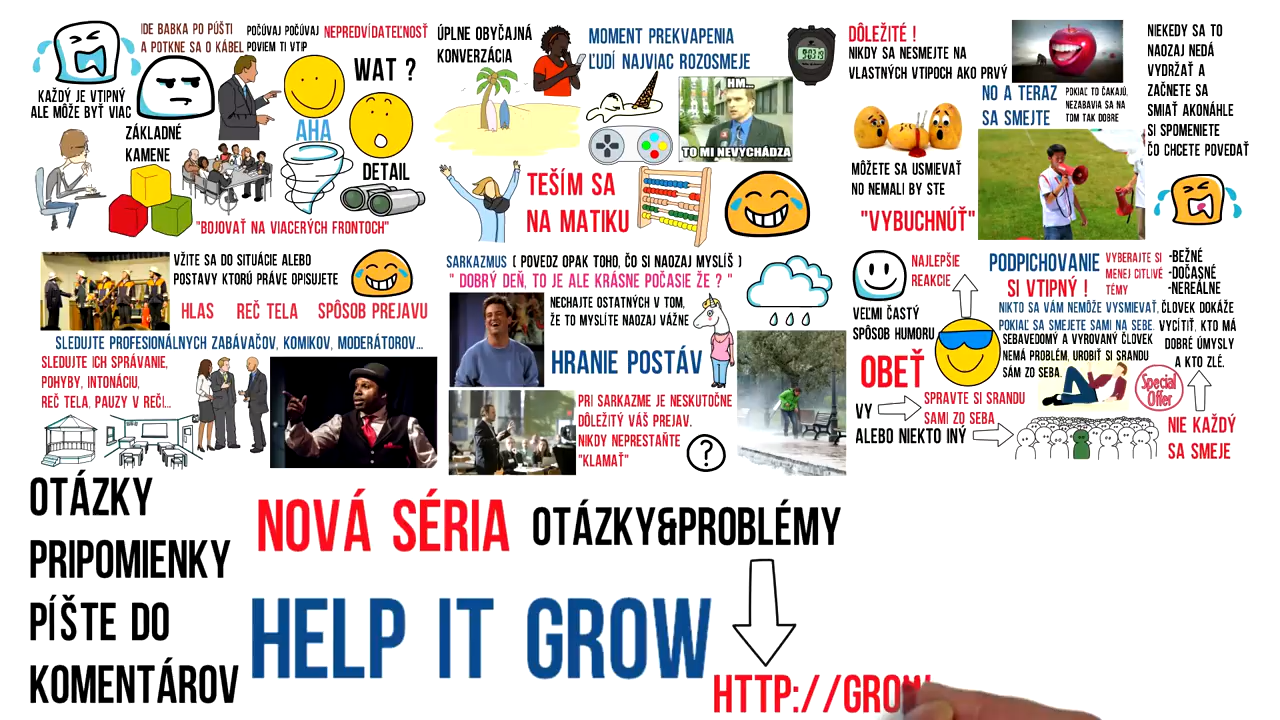 IDE BABKA PO PÚŠTI
A POTKNE SA O KÁBEL
POČÚVAJ POČÚVAJ
POVIEM TI VTIP
NEPREDVÍDATEĽNOSŤ
KAŽDÝ JE VTIPNÝ
ALE MÔŽE BYŤ VIAC
WAT ?
ZÁKLADNÉ
KAMENE
AHA
DETAIL
"BOJOVAŤ NA VIACERÝCH FRONTOCH"
ÚPLNE OBYČAJNÁ
KONVERZÁCIA
MOMENT PREKVAPENIA
ĽUDÍ NAJVIAC ROZOSMEJE
HM...
TO MI NEVYCHÁDZA
TEŠÍM SA
NA MATIKU
DÔLEŽITÉ !
NIKDY SA NESMEJTE NA
VLASTNÝCH VTIPOCH AKO PRVÝ
NO A TERAZ
SA SMEJTE
POKIAĽ TO ČAKAJÚ,
NEZABAVIA SA NA
TOM TAK DOBRE
MÔŽETE SA USMIEVAŤ
NO NEMALI BY STE
"VYBUCHNÚŤ"
NIEKEDY SA TO
NAOZAJ NEDÁ
VYDRŽAŤ A
ZAČNETE SA
SMIAŤ AKONÁHLE
SI SPOMENIETE
ČO CHCETE POVEDAŤ
VŽITE SA DO SITUÁCIE ALEBO
POSTAVY KTORÚ PRÁVE OPISUJETE
HLAS REČ TELA SPÔSOB PREJAVU
SLEDUJTE PROFESIONÁLNYCH ZABÁVAČOV, KOMIKOV, MODERÁTOROV...
SLEDUJTE ICH SPRÁVANIE,
POHYBY, INTONÁCIU,
REČ TELA, PAUZY V REČI...
SARKAZMUS ( POVEDZ OPAK TOHO, ČO SI NAOZAJ MYSLÍŠ )
" DOBRÝ DEŇ, TO JE ALE KRÁSNE POČASIE ŽE ? "
NECHAJTE OSTATNÝCH V TOM,
ŽE TO MYSLÍTE NAOZAJ VÁŽNE
HRANIE POSTÁV
PRI SARKAZME JE NESKUTOČNE
DÔLEŽITÝ VÁŠ PREJAV.
NIKDY NEPRESTAŇTE
"KLAMAŤ"
?
NAJLEPŠIE
REAKCIE
VEĽMI ČASTÝ
SPÔSOB HUMORU
OBEŤ
VY
SPRAVTE SI SRANDU
SAMI ZO SEBA
ALEBO NIEKTO INÝ
PODPICHOVANIE
SI VTIPNÝ !
VYBERAJTE SI
MENEJ CITLIVÉ
TÉMY
-BEŽNÉ
-DOČASNÉ
-NEREÁLNE
NIKTO SA VÁM NEMÔŽE VYSMIEVAŤ,
POKIAĽ SA SMEJETE SAMI NA SEBE.
SEBAVEDOMÝ A VYROVANÝ ČLOVEK
NEMÁ PROBLÉM, UROBIŤ SI SRANDU
SÁM ZO SEBA.
ČLOVEK DOKÁŽE
VYCÍTIŤ, KTO MÁ
DOBRÉ ÚMYSLY
A KTO ZLÉ.
Special
Offer
NIE KAŽDÝ
SA SMEJE
OTÁZKY
PRIPOMIENKY
PÍŠTE DO
KOMENTÁROV
NOVÁ SÉRIA OTÁZKY&PROBLÉMY
HELP IT GROW
HTTP://GROW